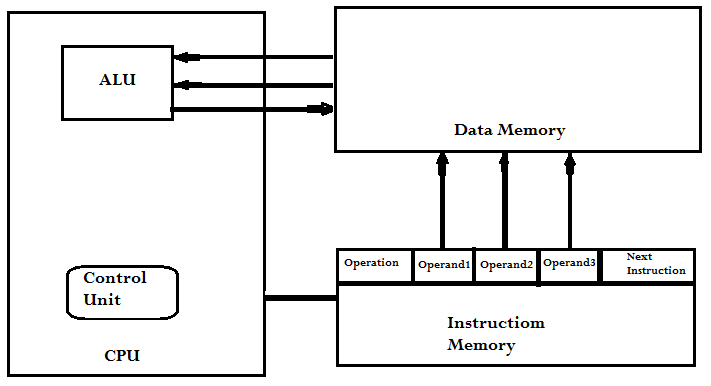 ALU
Data Memory
Operation
Operand1
Operand2
Operand3
Next
Instruction
Control
Unit
Instructiom
Memory
CPU